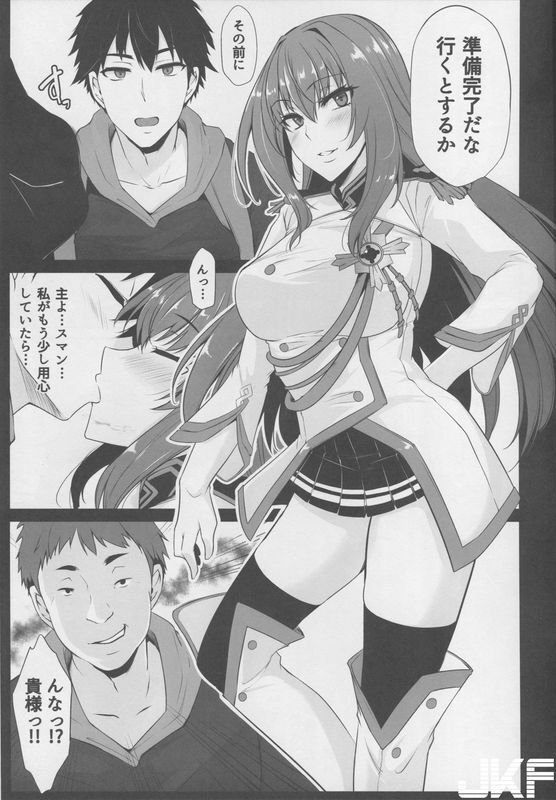 準備完了だな
行くとするか
その前に
すっ
んっ…
主よ…スマン…
私がもう少し用心
していたら…
んなっ!?
貴様っ!!
JKF